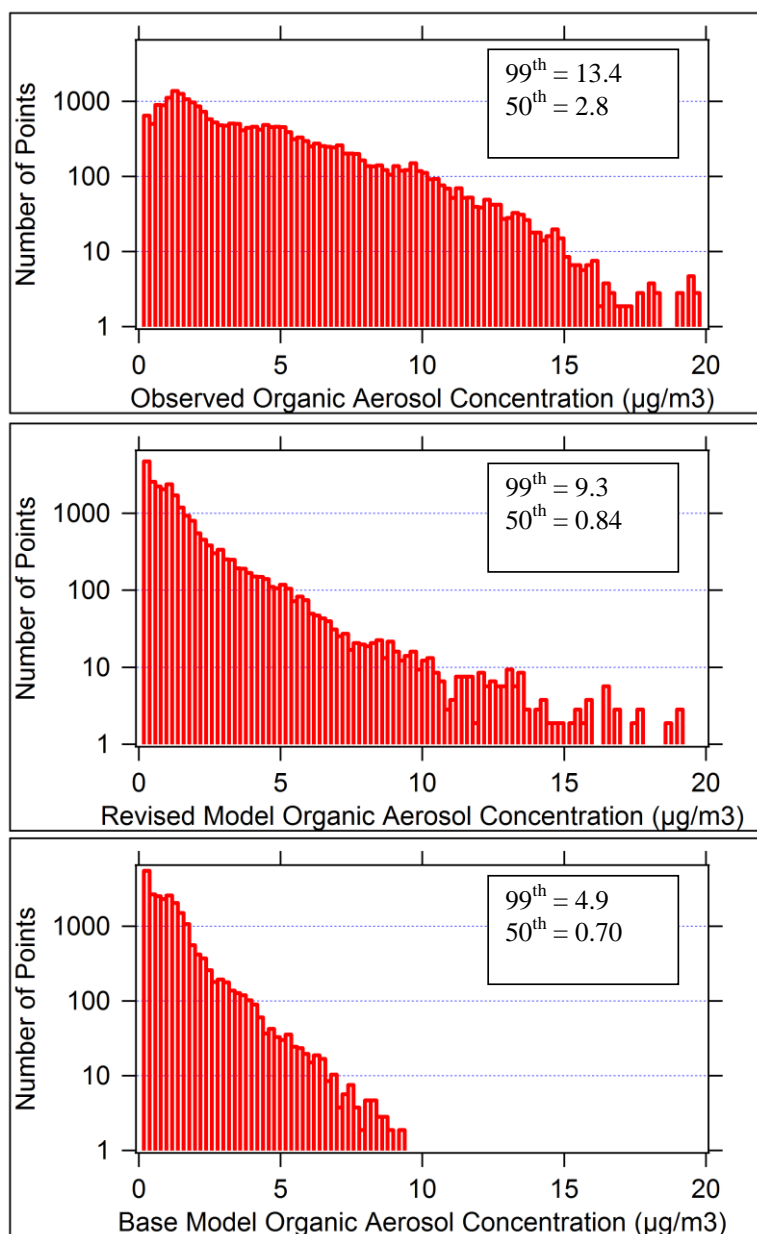 99th = 13.4
50th = 2.8
Number of Points
1000
100
10
1
0 5 10 15 20
Observed Organic Aerosol Concentration (µg/m3)
99th = 9.3
50th = 0.84
Number of Points
1000
100
10
1
0 5 10 15 20
Revised Model Organic Aerosol Concentration (µg/m3)
99th = 4.9
50th = 0.70
Number of Points
1000
100
10
1
0 5 10 15 20
Base Model Organic Aerosol Concentration (µg/m3)